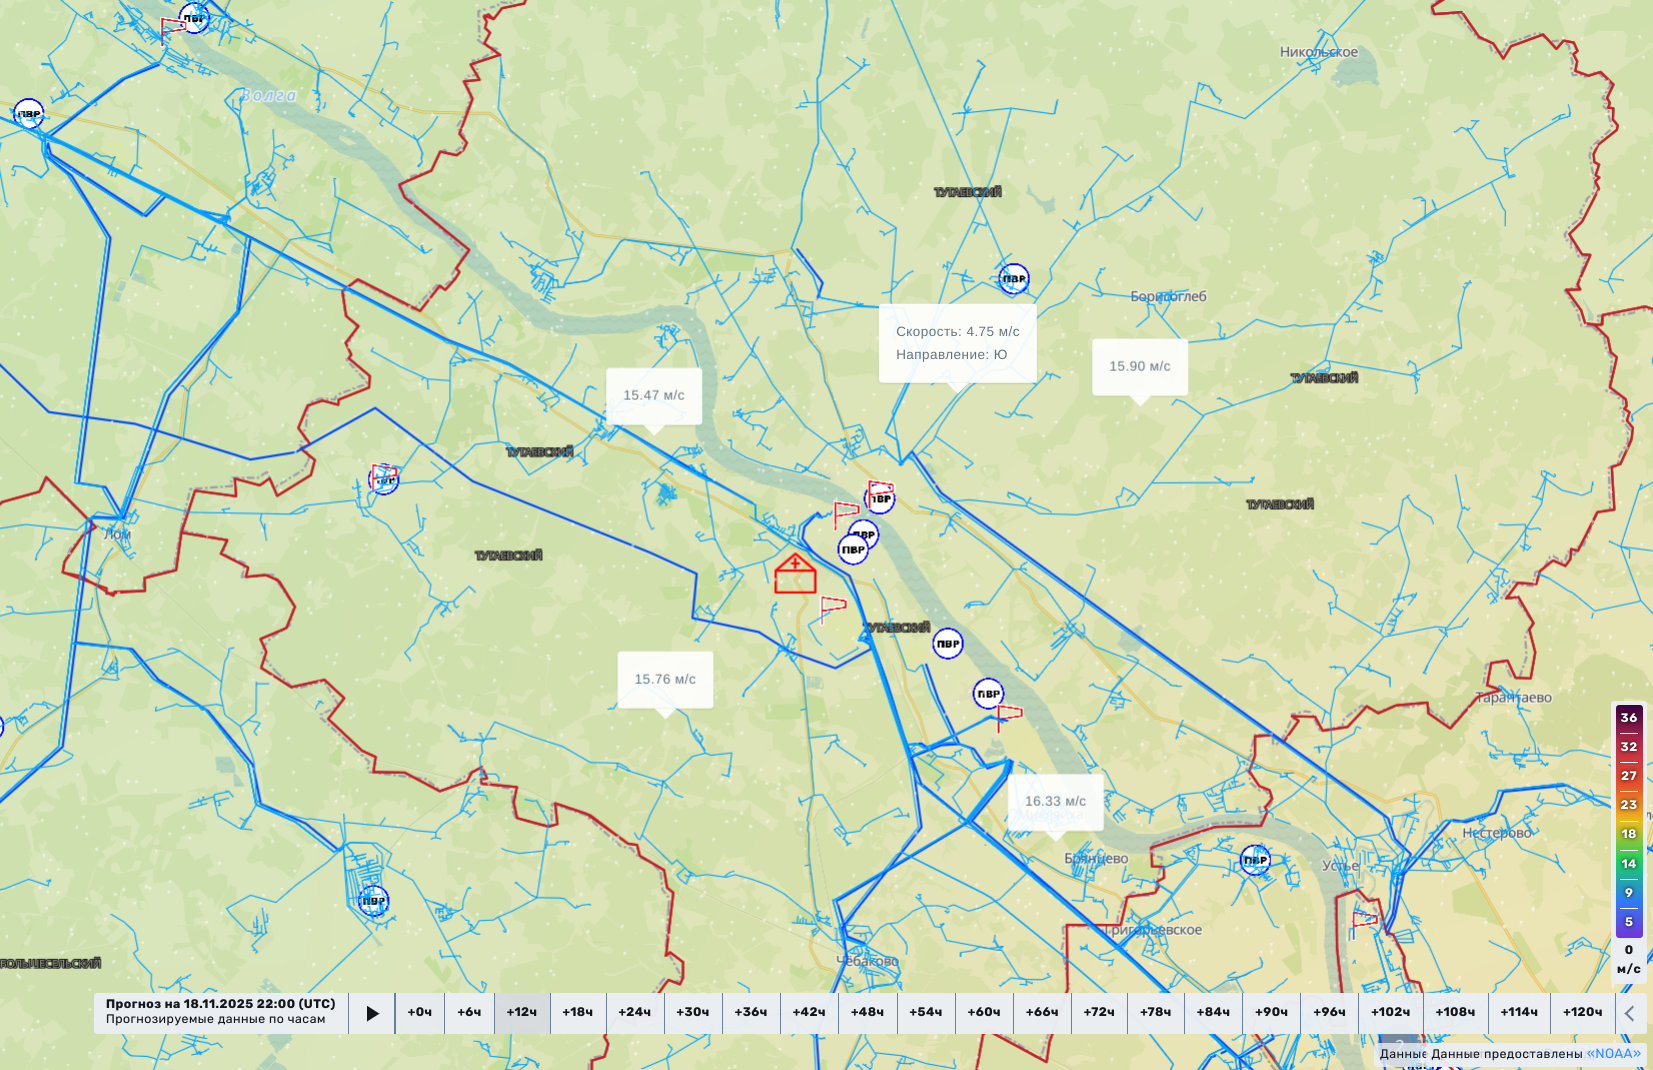 ПВР
Никольское
Волга
ПВР
ТУТАЕВСКИЙ
ПВР
Борисоглеб
Скорость: 4.75 м/с
Направление: Ю
15.90 м/с
15.47 м/с
ТУТАЕВСКИЙ
ТУТАЕВСКИЙ
ПВР
ПВР
ТУТАЕВСКИЙ
Лом
ПВР
ПВР
ТУТАЕВСКИЙ
ТУТАЕВСКИЙ
ПВР
15.76 м/с
ПВР
36
32
27
23
18
14
9
5
0
м/с
16.33 м/с
Нестерово
Брянцево
ПВР
Устье
ПВР
Григорьевское
Чёбаково
БОЛЬШЕСЕЛЬСКИЙ
Прогноз на 18.11.2025 22:00 (UTC)
Прогнозируемые данные по часам
+0ч +6ч +12ч +18ч +24ч +30ч +36ч +42ч +48ч +54ч +60ч +66ч +72ч +78ч +84ч +90ч +96ч +102ч +108ч +114ч +120ч
Данные Данные предоставлены «NOAA»